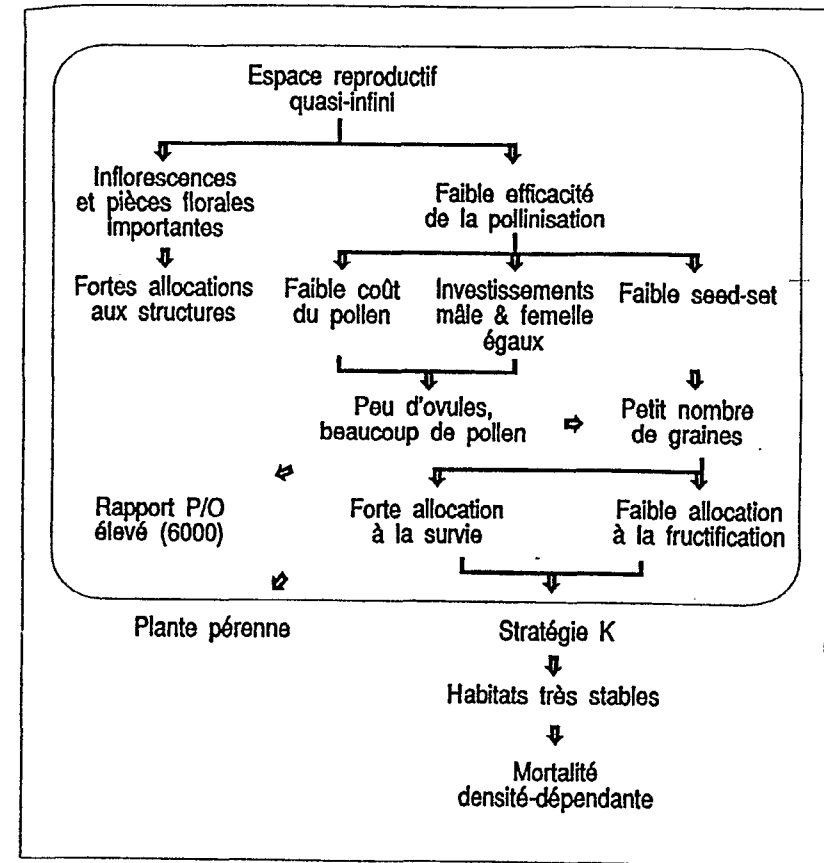 Espace reproductif
quasi-infini
Inflorescences
et pièces florales
importantes
Faible efficacité
de la pollinisation
Fortes allocations
aux structures
Faible coût
du pollen
Investissements
mâle & femelle
égaux
Faible seed-set
Peu d'ovules,
beaucoup de pollen
Petit nombre
de graines
Rapport P/O
élevé (6000)
Forte allocation
à la survie
Faible allocation
à la fructification
Plante pérenne
Stratégie K
Habitats très stables
Mortalité
densité-dépendante